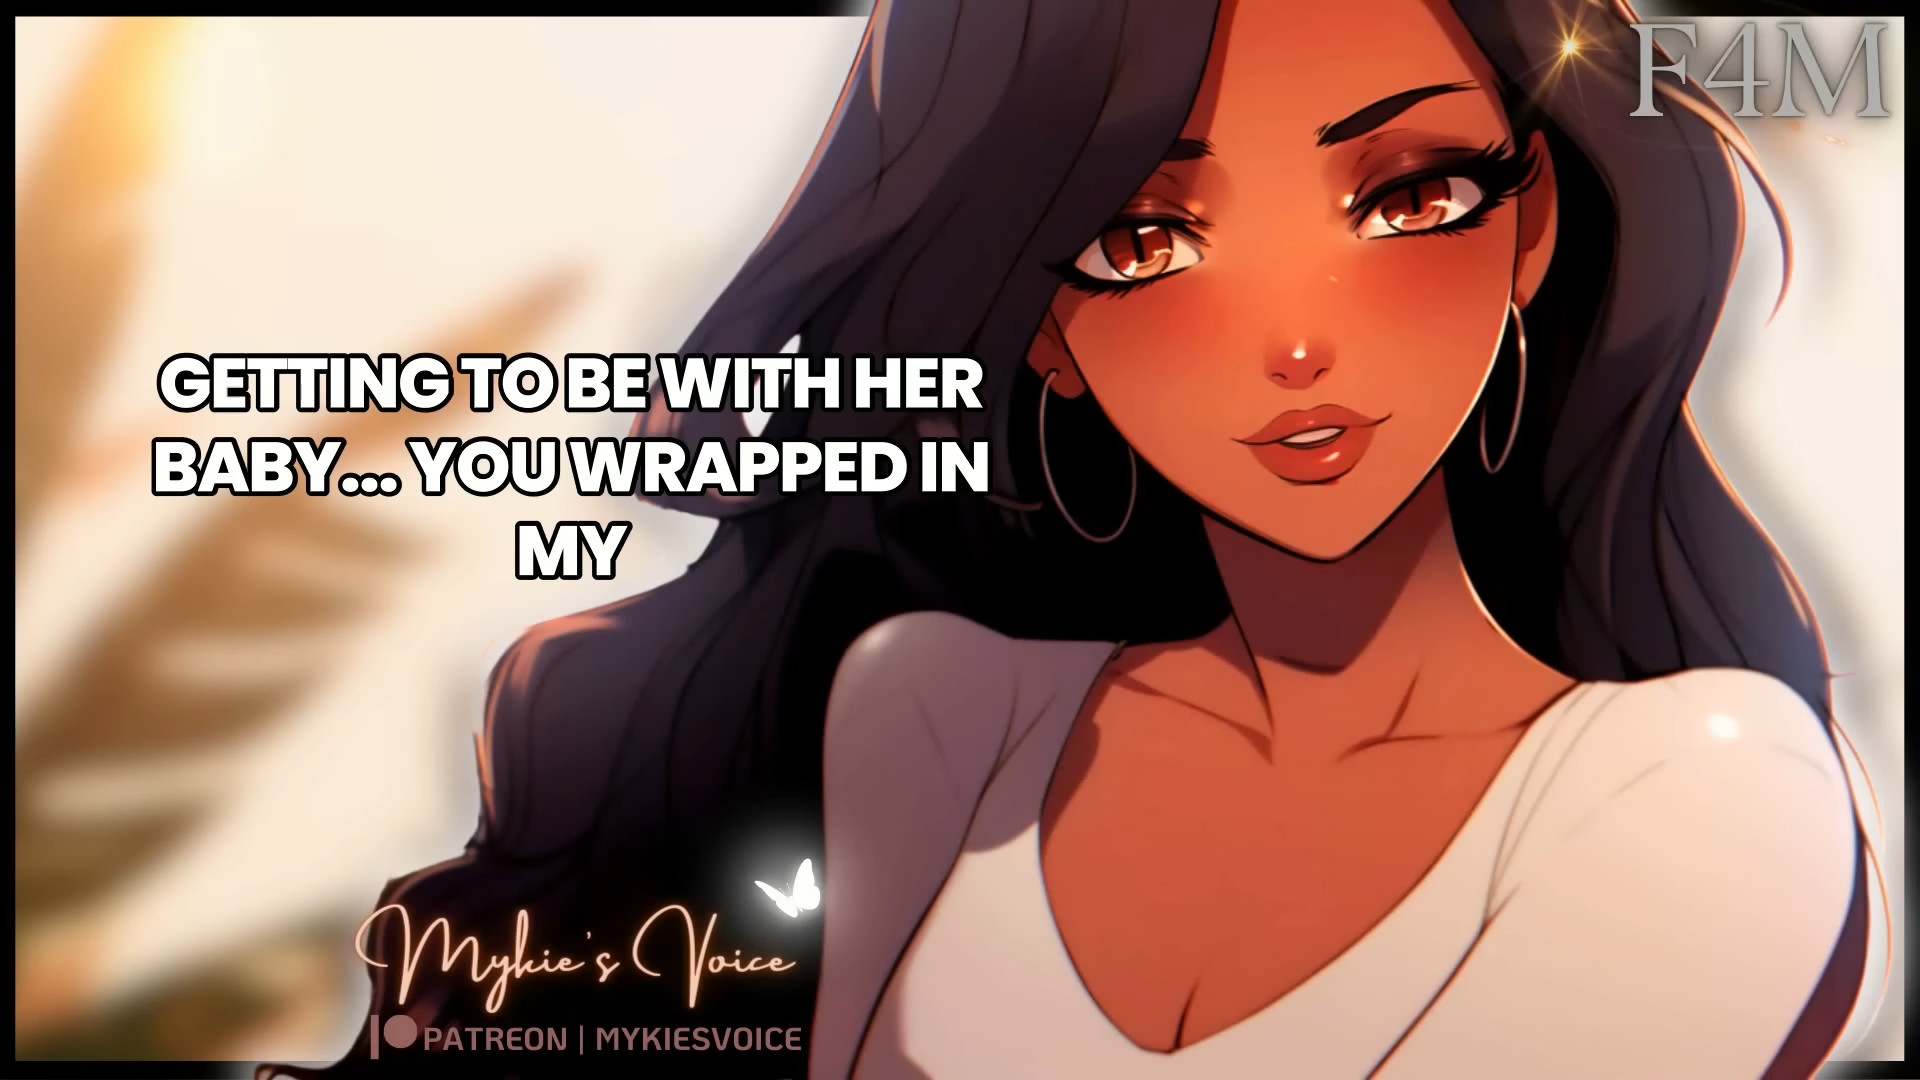 F4M
GETTING TO BE WITH HER
BABY... YOU WRAPPED IN
MY
Mykie's Voice
PATREON | MYKIESVOICE